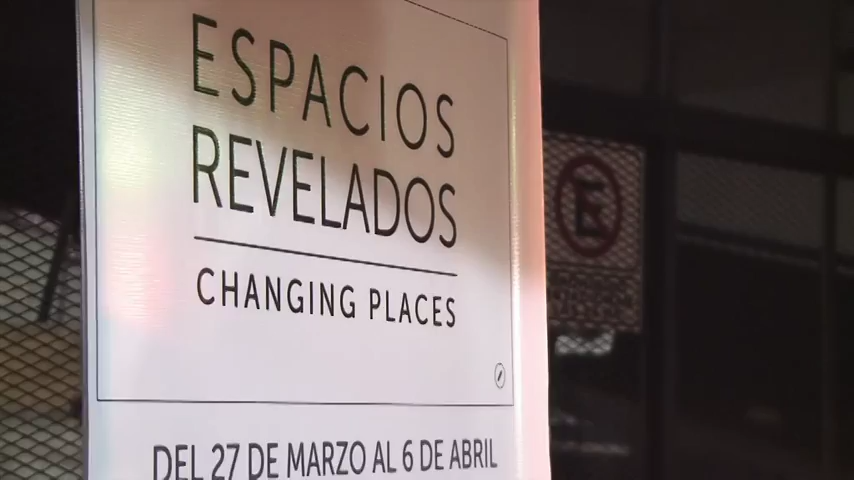 ESPACIOS
REVELADOS
CHANGING PLACES
DEL 27 DE MARZO AL 6 DE ABRIL
E